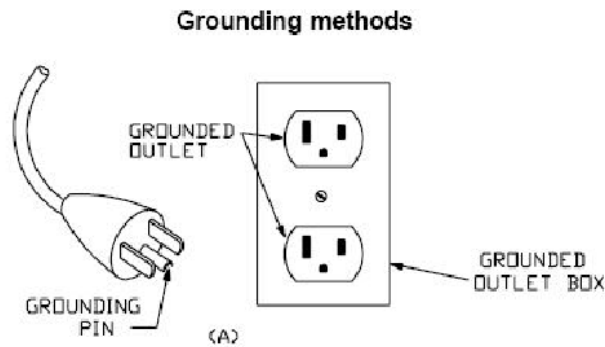 Grounding methods
GROUNDED
OUTLET
GROUNDED
OUTLET BOX
GROUNDING
PIN
(A)